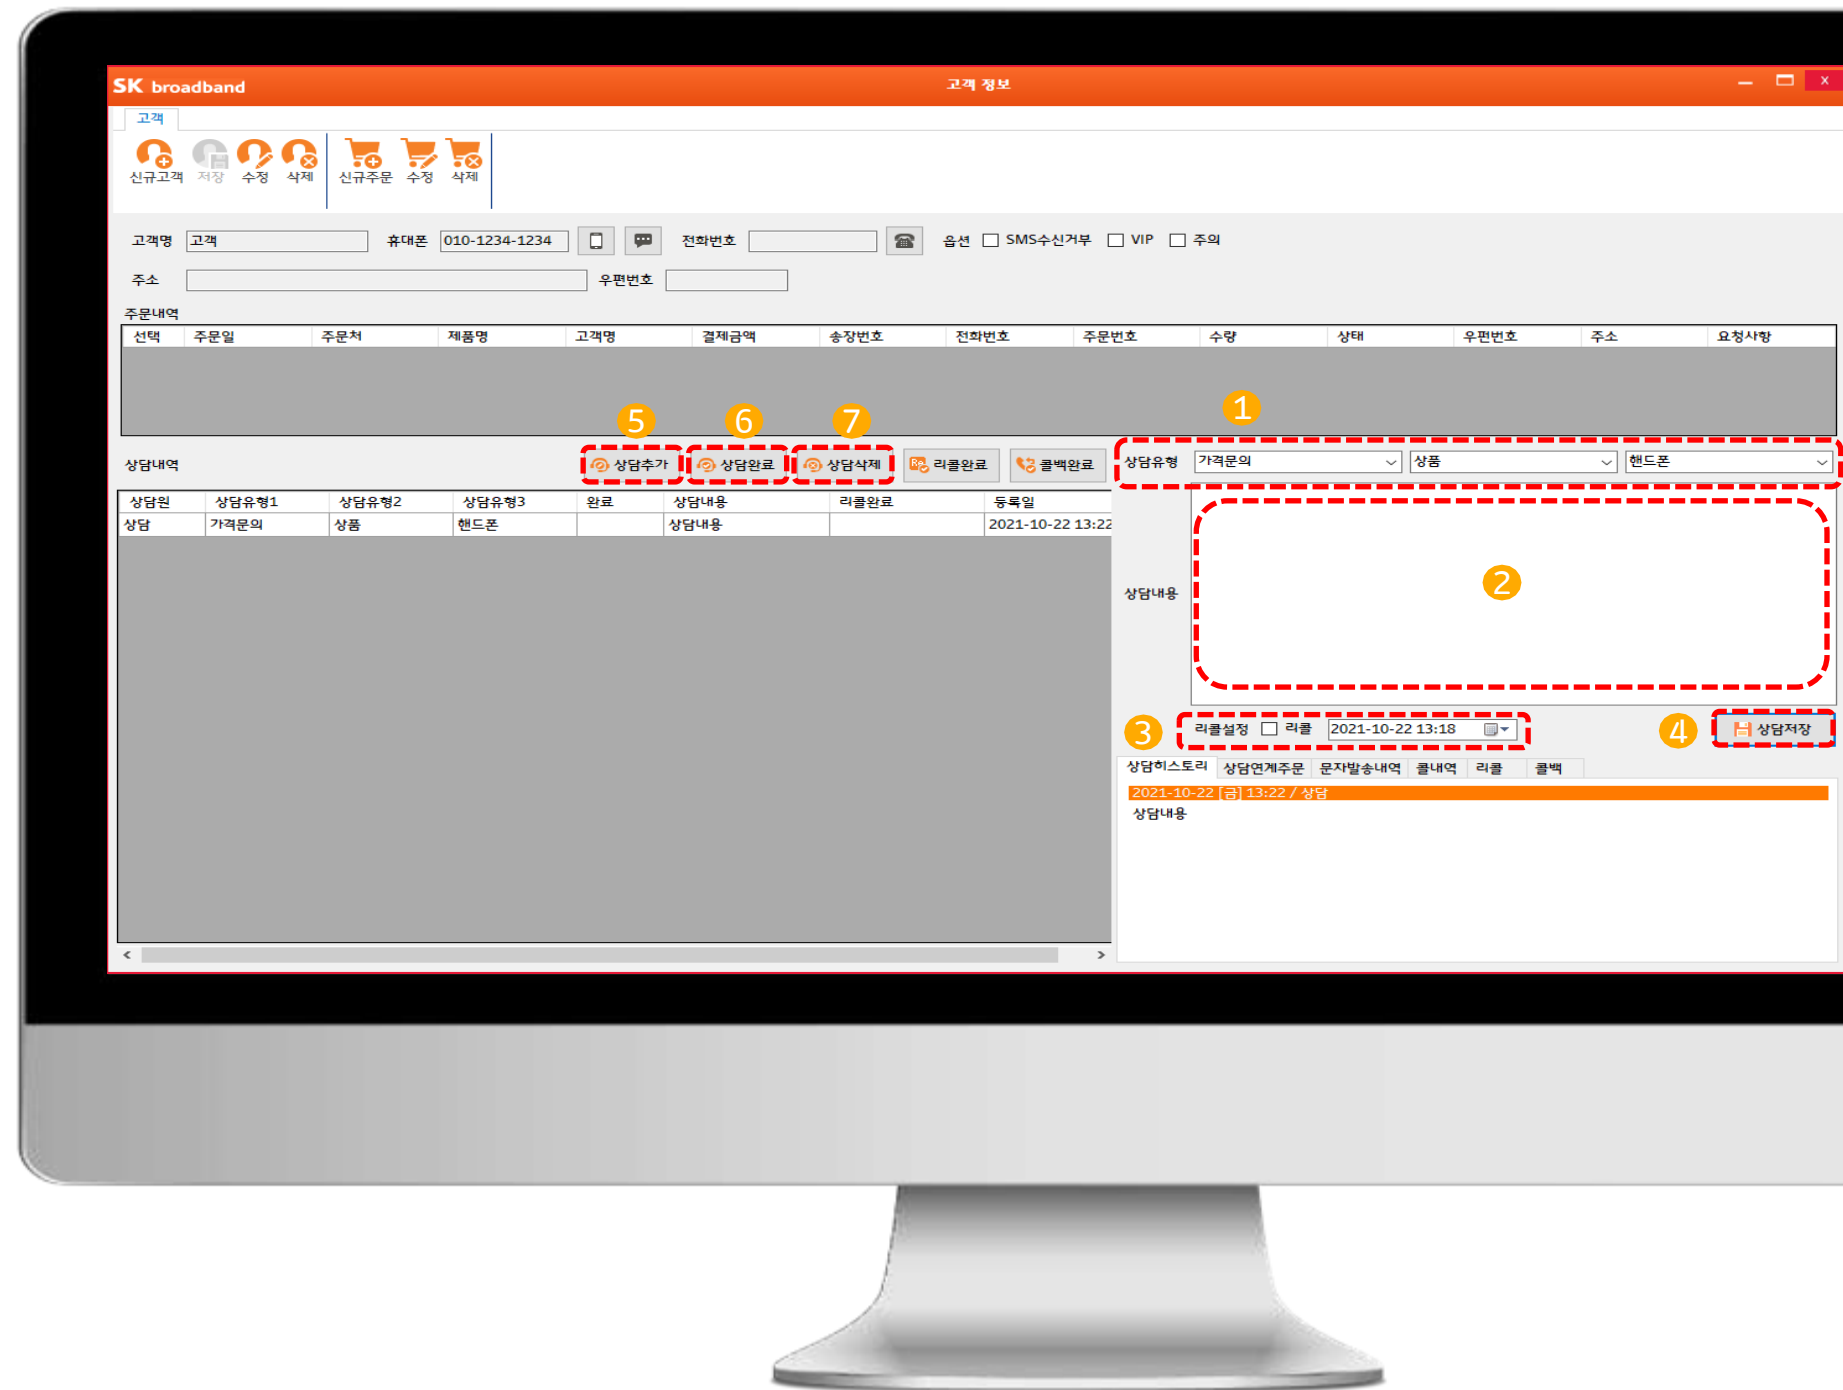 SK broadband 고객 정보 x
고객
신규고객 저장 수정 삭제 신규주문 수정 삭제
고객명 고객 휴대폰 010-1234-1234 전화번호 옵션 SMS수신거부 VIP 주의
주소 우편번호
주문내역
선택 주문일 주문처 제품명 고객명 결제금액 송장번호 전화번호 주문번호 수량 상태 우편번호 주소 요청사항
5 6 7 1
상담내역 상담추가 상담완료 상담삭제 Re 리콜완료 콜백완료 상담유형 가격문의 상품 핸드폰
상담원 상담유형1 상담유형2 상담유형3 완료 상담내용 리콜완료 등록일
상담 가격문의 상품 핸드폰 상담내용 2021-10-22 13:22
상담내용 2
3 리콜설정 리콜 2021-10-22 13:18 4 상담저장
상담히스토리 상담연계주문 문자발송내역 콜내역 리콜 콜백
2021-10-22 [금] 13:22 / 상담
상담내용